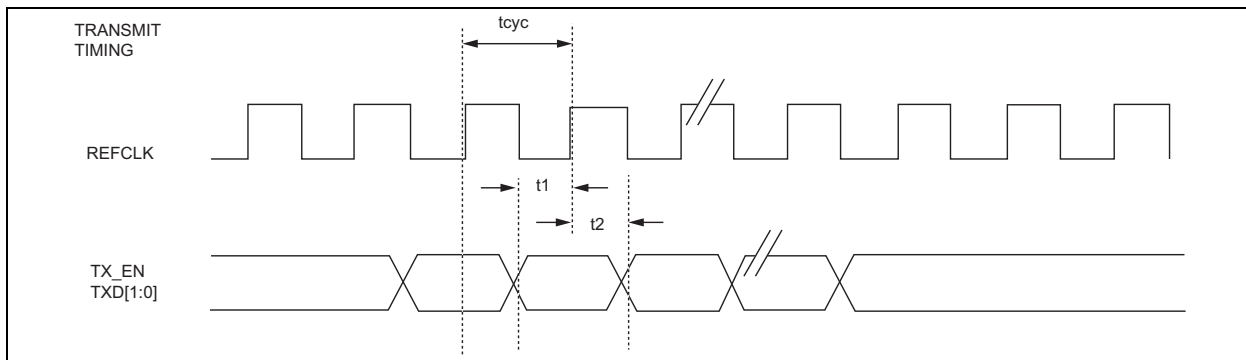 TRANSMIT
TIMING
tcyc
REFCLK
t1
t2
TX_EN
TXD[1:0]